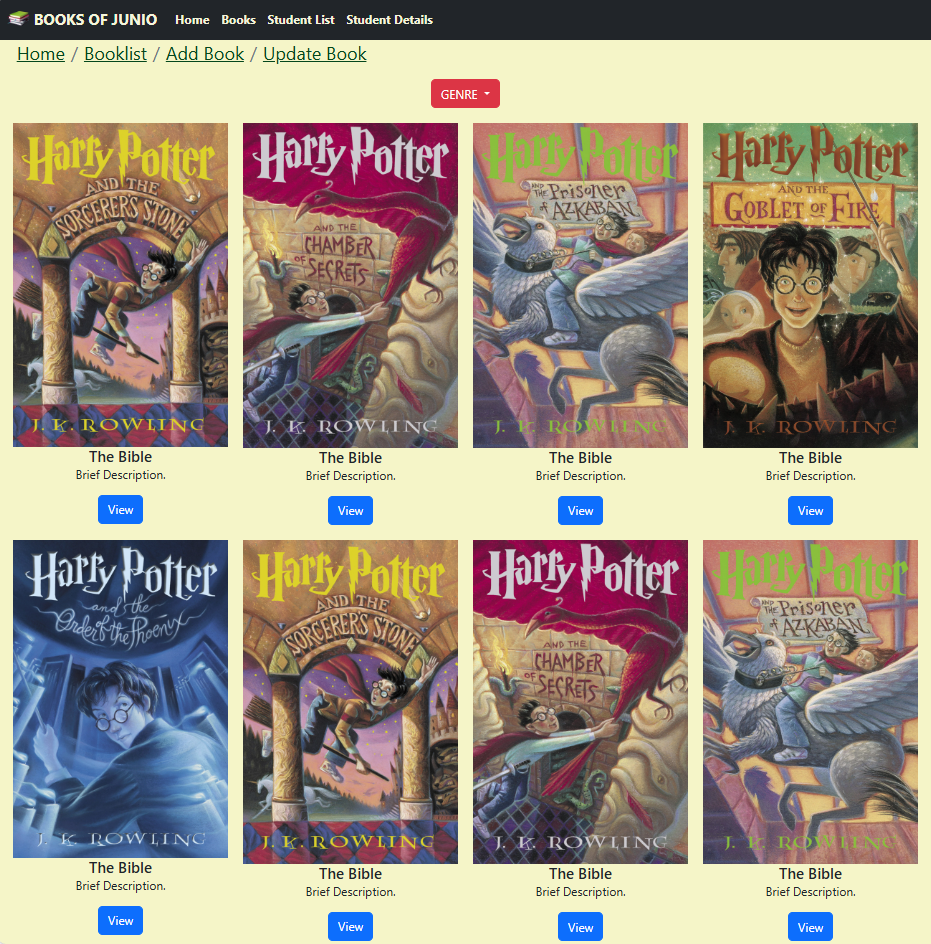 BOOKS OF JUNIO Home Books Student List Student Details
Home / Booklist / Add Book / Update Book
GENRE
Harry Potter
AND THE
SORCERER'S STONE
J. K. ROWLING
The Bible
Brief Description.
View
Harry Potter
AND THE
CHAMBER
OF SECRETS
J. K. ROWLING
The Bible
Brief Description.
View
Harry Potter
AND THE PRISONER
of AZKABAN
J. K. ROWLING
The Bible
Brief Description.
View
Harry Potter
AND THE
GOBLET OF FIRE
J. K. ROWLING
The Bible
Brief Description.
View
Harry Potter
and the
Order of the Phoenix
J. K. ROWLING
The Bible
Brief Description.
View
Harry Potter
AND THE
SORCERER'S STONE
J. K. ROWLING
The Bible
Brief Description.
View
Harry Potter
AND THE
CHAMBER
OF SECRETS
J. K. ROWLING
The Bible
Brief Description.
View
Harry Potter
AND THE PRISONER
of AZKABAN
J. K. ROWLING
The Bible
Brief Description.
View